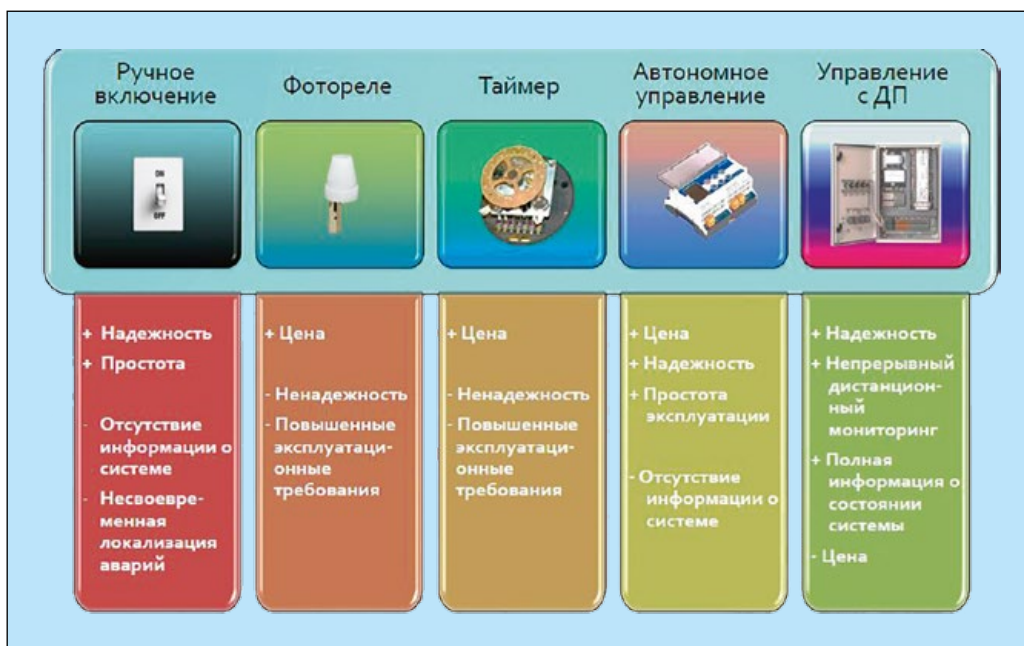 Ручное
включение
Фотореле
Таймер
Автономное
управление
Управление
с ДП
ON
OFF
+ Надежность
+ Простота
- Отсутствие
информации о
системе
- Несвоевре-
менная
локализация
аварий
+ Цена
- Ненадежность
- Повышенные
эксплуатаци-
онные
требования
+ Цена
- Ненадежность
- Повышенные
эксплуатаци-
онные
требования
+ Цена
+ Надежность
+ Простота
эксплуатации
- Отсутствие
информации о
системе
+ Надежность
+ Непрерывный
дистанцион-
ный
мониторинг
+ Полная
информация о
состоянии
системы
- Цена